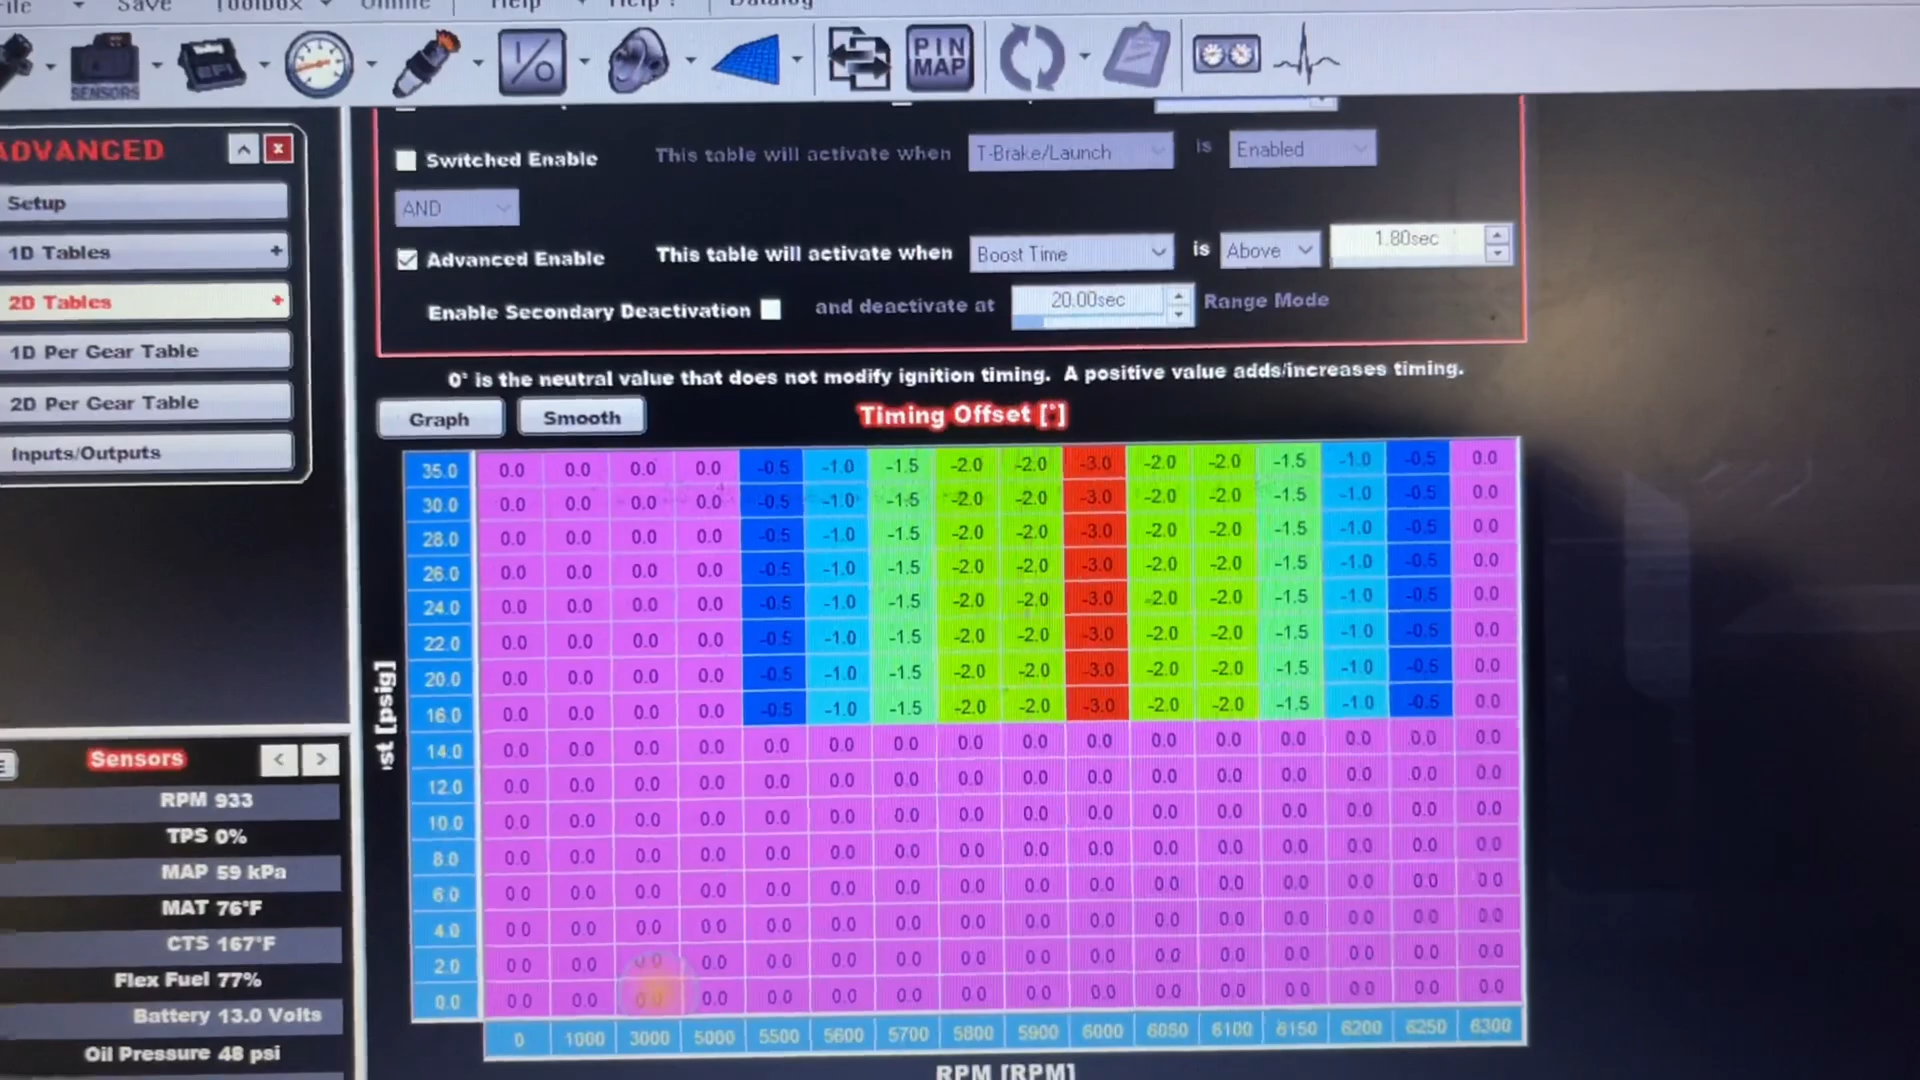 File Save Toolbox Online Help Help ! Datalog
SENSORS EFI I/O PIN MAP
ADVANCED
Setup
1D Tables +
2D Tables +
1D Per Gear Table
2D Per Gear Table
Inputs/Outputs
Switched Enable This table will activate when T-Brake/Launch is Enabled
AND
Advanced Enable This table will activate when Boost Time is Above 1.80sec
Enable Secondary Deactivation and deactivate at 20.00sec Range Mode
0° is the neutral value that does not modify ignition timing. A positive value adds/increases timing.
Graph Smooth Timing Offset [°]
35.0 0.0 0.0 0.0 0.0 -0.5 -1.0 -1.5 -2.0 -2.0 -3.0 -2.0 -2.0 -1.5 -1.0 -0.5 0.0
30.0 0.0 0.0 0.0 0.0 -0.5 -1.0 -1.5 -2.0 -2.0 -3.0 -2.0 -2.0 -1.5 -1.0 -0.5 0.0
28.0 0.0 0.0 0.0 0.0 -0.5 -1.0 -1.5 -2.0 -2.0 -3.0 -2.0 -2.0 -1.5 -1.0 -0.5 0.0
26.0 0.0 0.0 0.0 0.0 -0.5 -1.0 -1.5 -2.0 -2.0 -3.0 -2.0 -2.0 -1.5 -1.0 -0.5 0.0
24.0 0.0 0.0 0.0 0.0 -0.5 -1.0 -1.5 -2.0 -2.0 -3.0 -2.0 -2.0 -1.5 -1.0 -0.5 0.0
22.0 0.0 0.0 0.0 0.0 -0.5 -1.0 -1.5 -2.0 -2.0 -3.0 -2.0 -2.0 -1.5 -1.0 -0.5 0.0
20.0 0.0 0.0 0.0 0.0 -0.5 -1.0 -1.5 -2.0 -2.0 -3.0 -2.0 -2.0 -1.5 -1.0 -0.5 0.0
16.0 0.0 0.0 0.0 0.0 -0.5 -1.0 -1.5 -2.0 -2.0 -3.0 -2.0 -2.0 -1.5 -1.0 -0.5 0.0
14.0 0.0 0.0 0.0 0.0 0.0 0.0 0.0 0.0 0.0 0.0 0.0 0.0 0.0 0.0 0.0 0.0
12.0 0.0 0.0 0.0 0.0 0.0 0.0 0.0 0.0 0.0 0.0 0.0 0.0 0.0 0.0 0.0 0.0
10.0 0.0 0.0 0.0 0.0 0.0 0.0 0.0 0.0 0.0 0.0 0.0 0.0 0.0 0.0 0.0 0.0
8.0 0.0 0.0 0.0 0.0 0.0 0.0 0.0 0.0 0.0 0.0 0.0 0.0 0.0 0.0 0.0 0.0
6.0 0.0 0.0 0.0 0.0 0.0 0.0 0.0 0.0 0.0 0.0 0.0 0.0 0.0 0.0 0.0 0.0
4.0 0.0 0.0 0.0 0.0 0.0 0.0 0.0 0.0 0.0 0.0 0.0 0.0 0.0 0.0 0.0 0.0
2.0 0.0 0.0 0.0 0.0 0.0 0.0 0.0 0.0 0.0 0.0 0.0 0.0 0.0 0.0 0.0 0.0
0.0 0.0 0.0 0.0 0.0 0.0 0.0 0.0 0.0 0.0 0.0 0.0 0.0 0.0 0.0 0.0 0.0
0 1000 3000 5000 5500 5600 5700 5800 5900 6000 6050 6100 6150 6200 6250 6300
RPM [RPM]
st [psig]
Sensors
RPM 933
TPS 0%
MAP 59 kPa
MAT 76°F
CTS 167°F
Flex Fuel 77%
Battery 13.0 Volts
Oil Pressure 48 psi